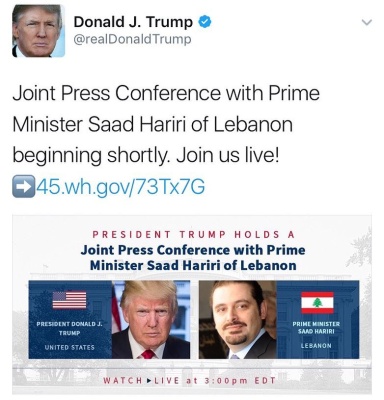 Donald J. Trump
@realDonaldTrump
Joint Press Conference with Prime
Minister Saad Hariri of Lebanon
beginning shortly. Join us live!
➡45.wh.gov/73Tx7G
PRESIDENT TRUMP HOLDS A
Joint Press Conference with Prime
Minister Saad Hariri of Lebanon
PRESIDENT DONALD J.
TRUMP
UNITED STATES
PRIME MINISTER
SAAD HARIRI
LEBANON
WATCH ▶ LIVE at 3:00pm EDT